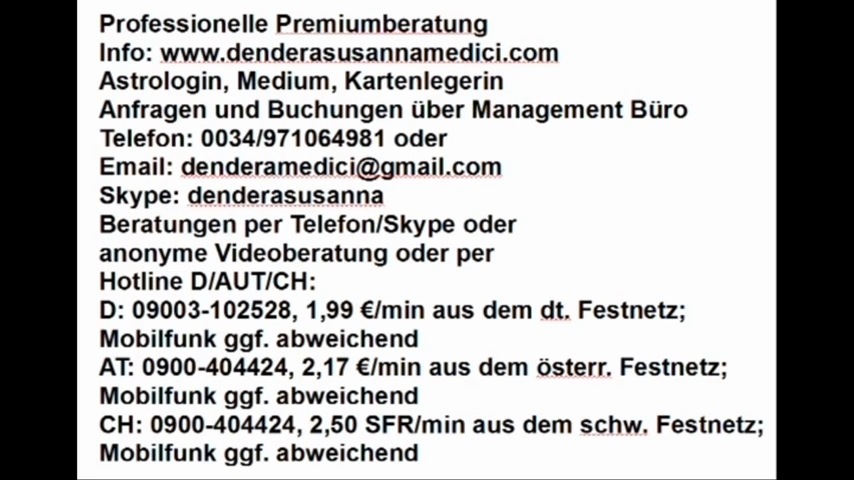 Professionelle Premiumberatung
Info: www.denderasusannamedici.com
Astrologin, Medium, Kartenlegerin
Anfragen und Buchungen über Management Büro
Telefon: 0034/971064981 oder
Email: denderamedici@gmail.com
Skype: denderasusanna
Beratungen per Telefon/Skype oder
anonyme Videoberatung oder per
Hotline D/AUT/CH:
D: 09003-102528, 1,99 €/min aus dem dt. Festnetz;
Mobilfunk ggf. abweichend
AT: 0900-404424, 2,17 €/min aus dem österr. Festnetz;
Mobilfunk ggf. abweichend
CH: 0900-404424, 2,50 SFR/min aus dem schw. Festnetz;
Mobilfunk ggf. abweichend